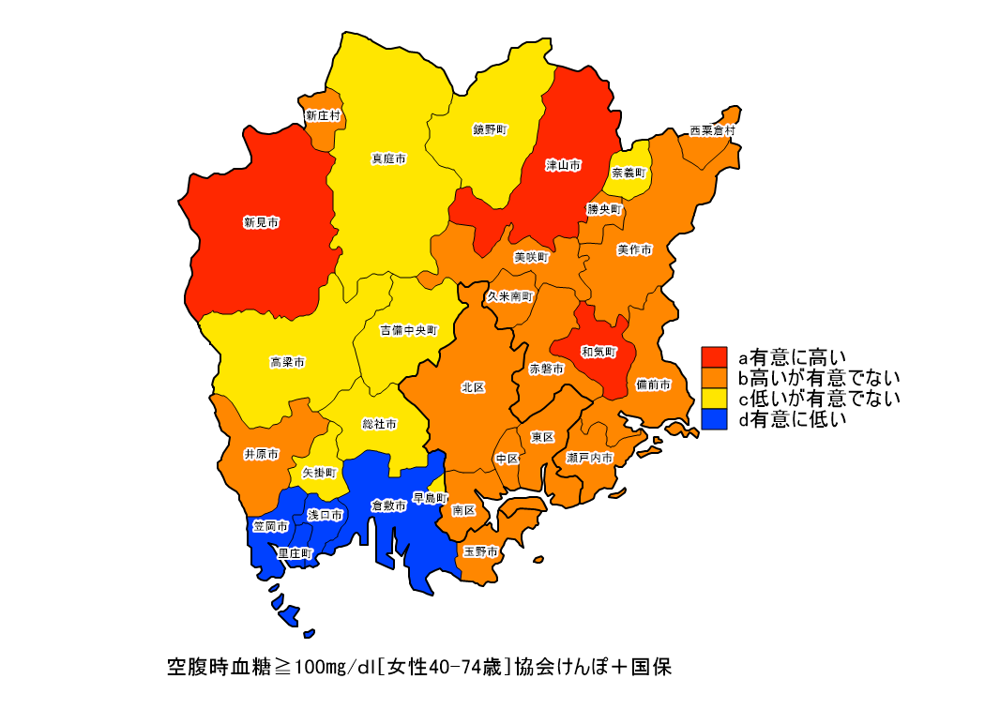 新庄村
真庭市
鏡野町
津山市
西粟倉村
奈義町
勝央町
新見市
美咲町
美作市
久米南町
吉備中央町
高梁市
和気町
赤磐市
備前市
北区
総社市
東区
井原市
矢掛町
中区
瀬戸内市
早島町
倉敷市
南区
浅口市
笠岡市
里庄町
玉野市
a有意に高い
b高いが有意でない
c低いが有意でない
d有意に低い
空腹時血糖≧100㎎/dl[女性40-74歳]協会けんぽ＋国保